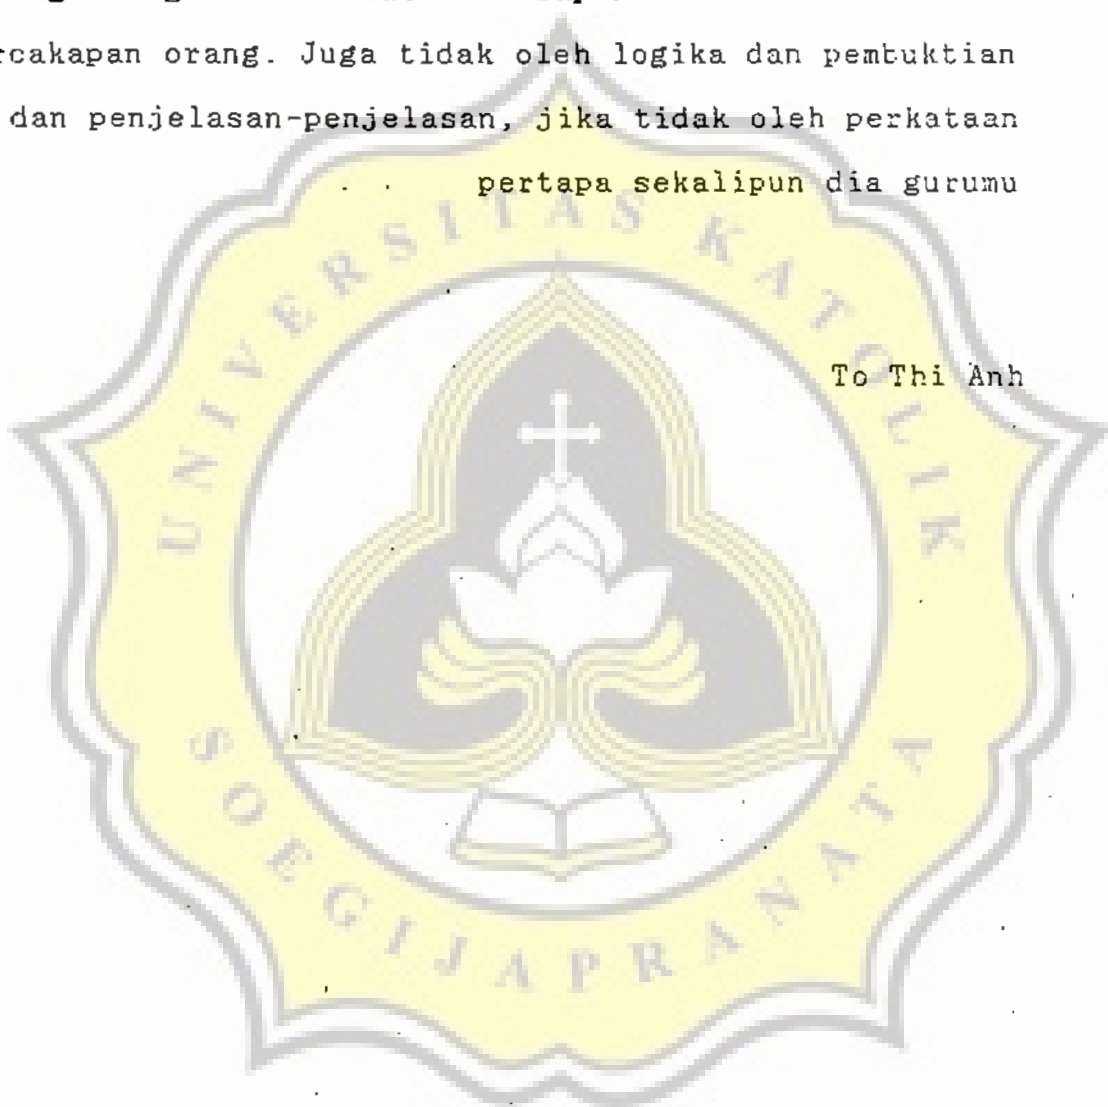 rcakapan orang. Juga tidak oleh logika dan pembuktian
dan penjelasan-penjelasan, jika tidak oleh perkataan
. . pertapa sekalipun dia gurumu
To Thi Anh
UNIVERSITAS KATOLIK
SOEGIJAPRANATA